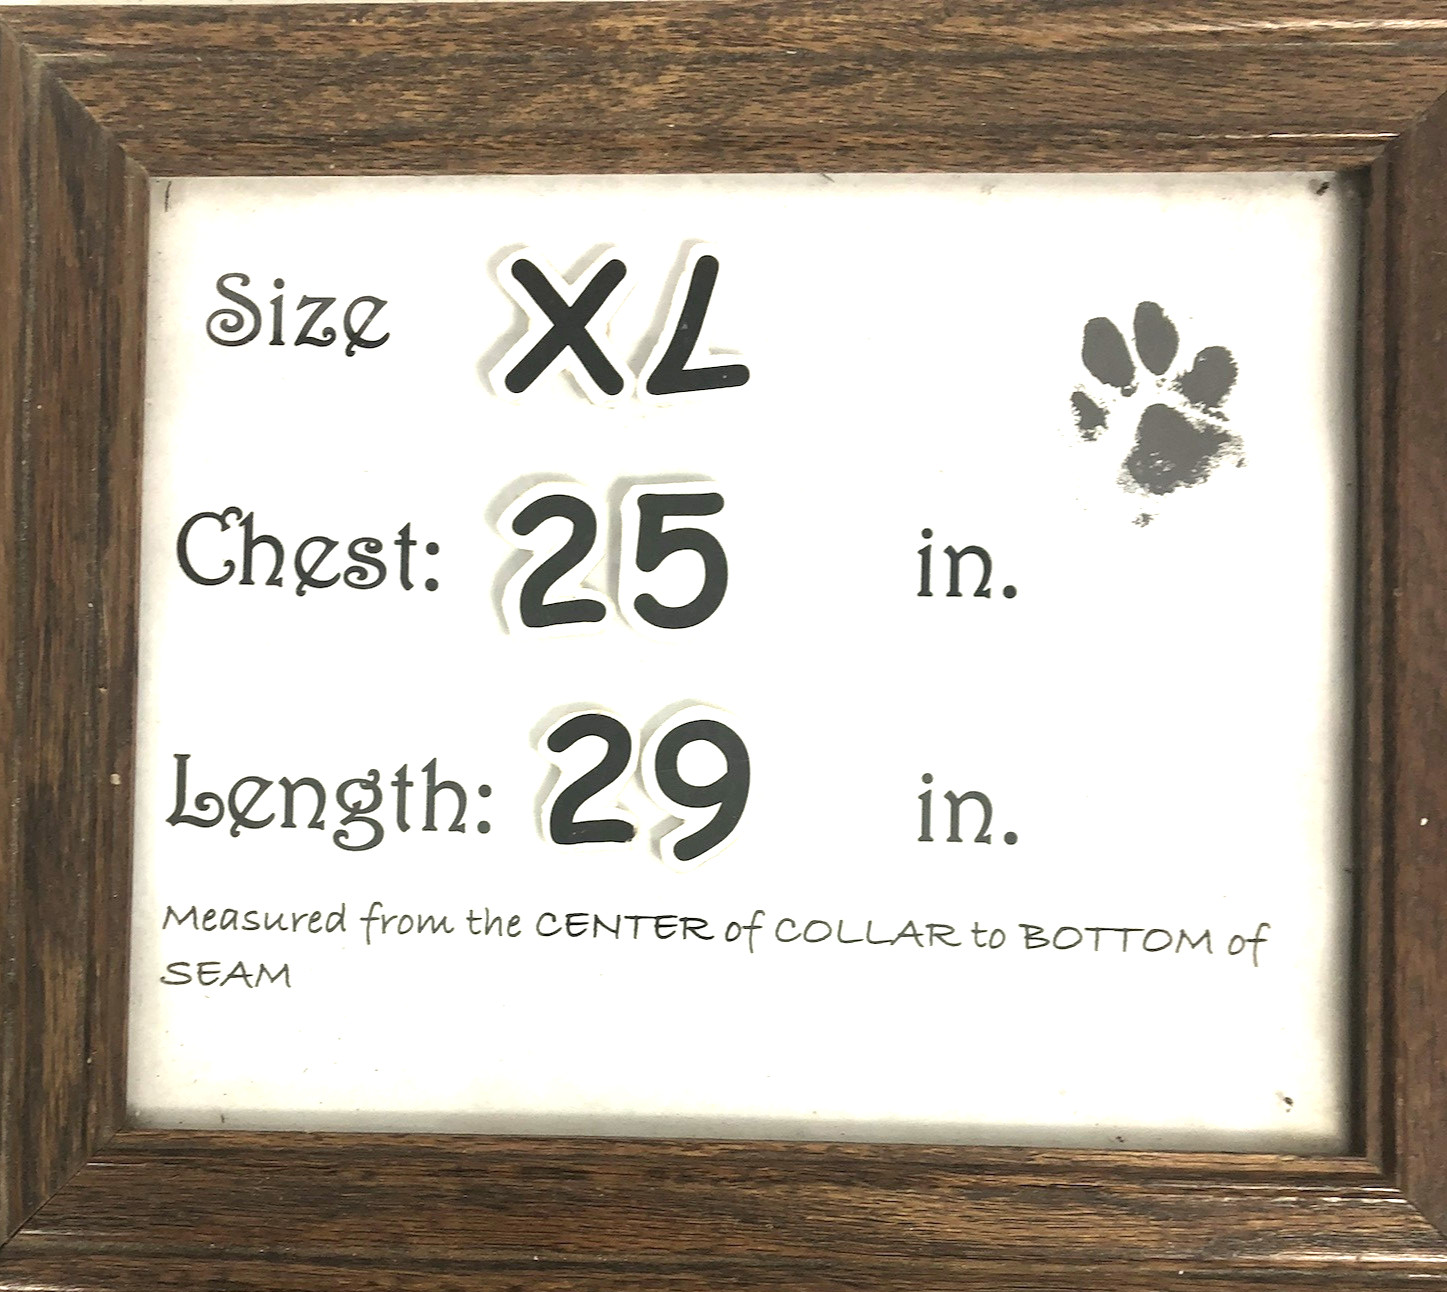 Size XL
Chest: 25 in.
Length: 29 in.
Measured from the CENTER of COLLAR to BOTTOM of
SEAM